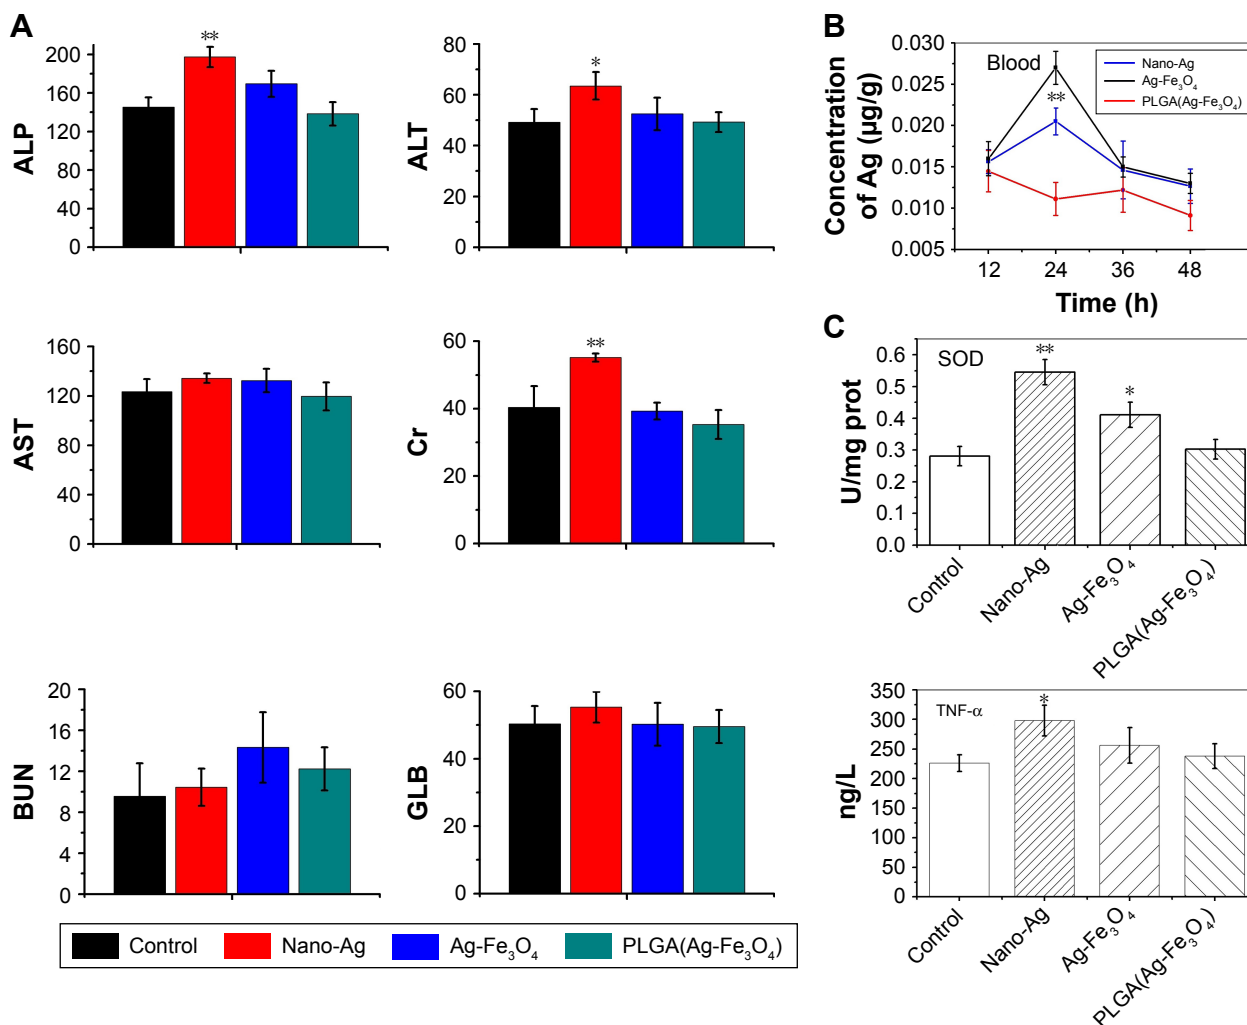 A
ALP
200
160
120
80
40
0
**
ALT
80
60
40
20
0
*
B
Concentration
of Ag (µg/g)
0.030
0.025
0.020
0.015
0.010
0.005
Blood
**
Nano-Ag
Ag-Fe₃O₄
PLGA(Ag-Fe₃O₄)
12 24 36 48
Time (h)
AST
160
120
80
40
0
Cr
60
40
20
0
**
C
U/mg prot
0.6
0.5
0.4
0.3
0.2
0.1
0.0
SOD
**
*
Control
Nano-Ag
Ag-Fe₃O₄
PLGA(Ag-Fe₃O₄)
BUN
20
16
12
8
4
0
GLB
60
40
20
0
ng/L
350
300
250
200
150
100
50
0
TNF-α
*
Control
Nano-Ag
Ag-Fe₃O₄
PLGA(Ag-Fe₃O₄)
Control Nano-Ag Ag-Fe₃O₄ PLGA(Ag-Fe₃O₄)